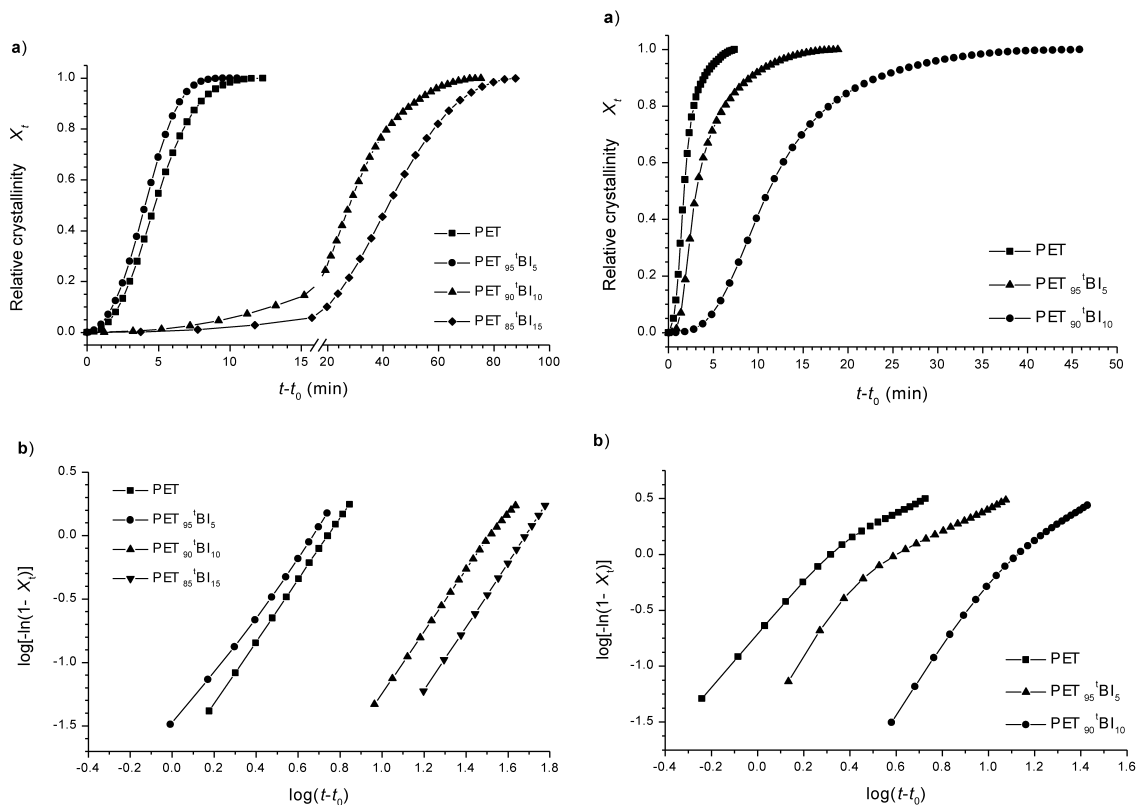 a)
Relative crystallinity X_t
1.0
0.8
0.6
0.4
0.2
0.0
0 5 10 15 20 40 60 80 100
t-t_0 (min)
PET
PET_95^tBI_5
PET_90^tBI_10
PET_85^tBI_15
a)
Relative crystallinity X_t
1.0
0.8
0.6
0.4
0.2
0.0
0 5 10 15 20 25 30 35 40 45 50
t-t_0 (min)
PET
PET_95^tBI_5
PET_90^tBI_10
b)
log[-ln(1- X_t)]
0.5
0.0
-0.5
-1.0
-1.5
-0.4 -0.2 0.0 0.2 0.4 0.6 0.8 1.0 1.2 1.4 1.6 1.8
log(t-t_0)
PET
PET_95^tBI_5
PET_90^tBI_10
PET_85^tBI_15
b)
log[-ln(1- X_t)]
0.5
0.0
-0.5
-1.0
-1.5
-0.4 -0.2 0.0 0.2 0.4 0.6 0.8 1.0 1.2 1.4 1.6
log(t-t_0)
PET
PET_95^tBI_5
PET_90^tBI_10